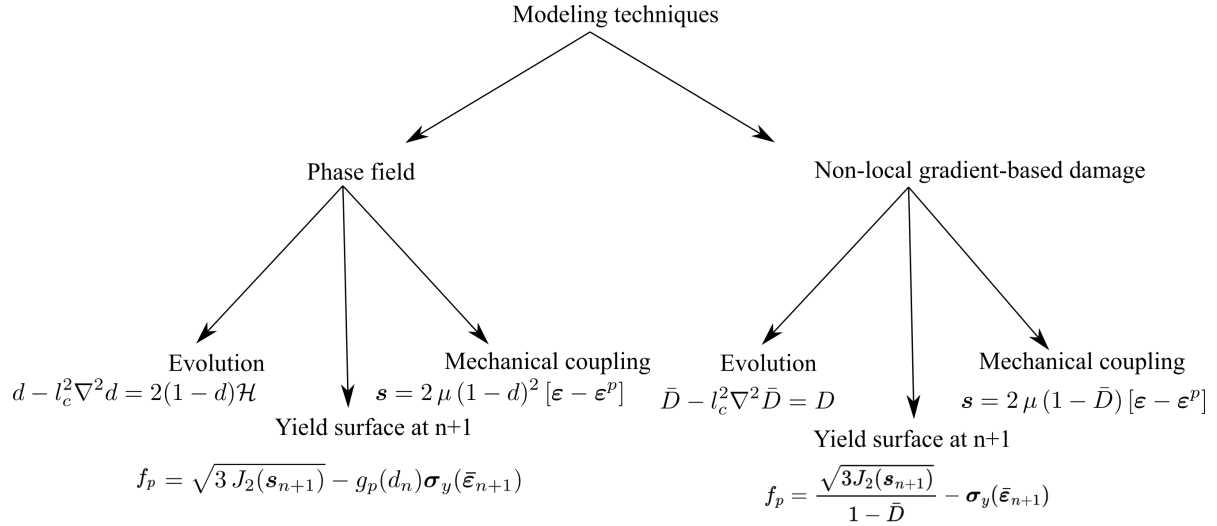 Modeling techniques
Phase field
Non-local gradient-based damage
Evolution
d − l_c^2∇^2d = 2(1 − d)ℋ
Mechanical coupling
s = 2 μ (1 − d)^2 [ε − ε^p]
Yield surface at n+1
f_p = √(3 J_2(s_{n+1})) − g_p(d_n)σ_y(ε̄_{n+1})
Evolution
D̄ − l_c^2∇^2D̄ = D
Mechanical coupling
s = 2 μ (1 − D̄) [ε − ε^p]
Yield surface at n+1
f_p = √(3J_2(s_{n+1})) / (1 − D̄) − σ_y(ε̄_{n+1})